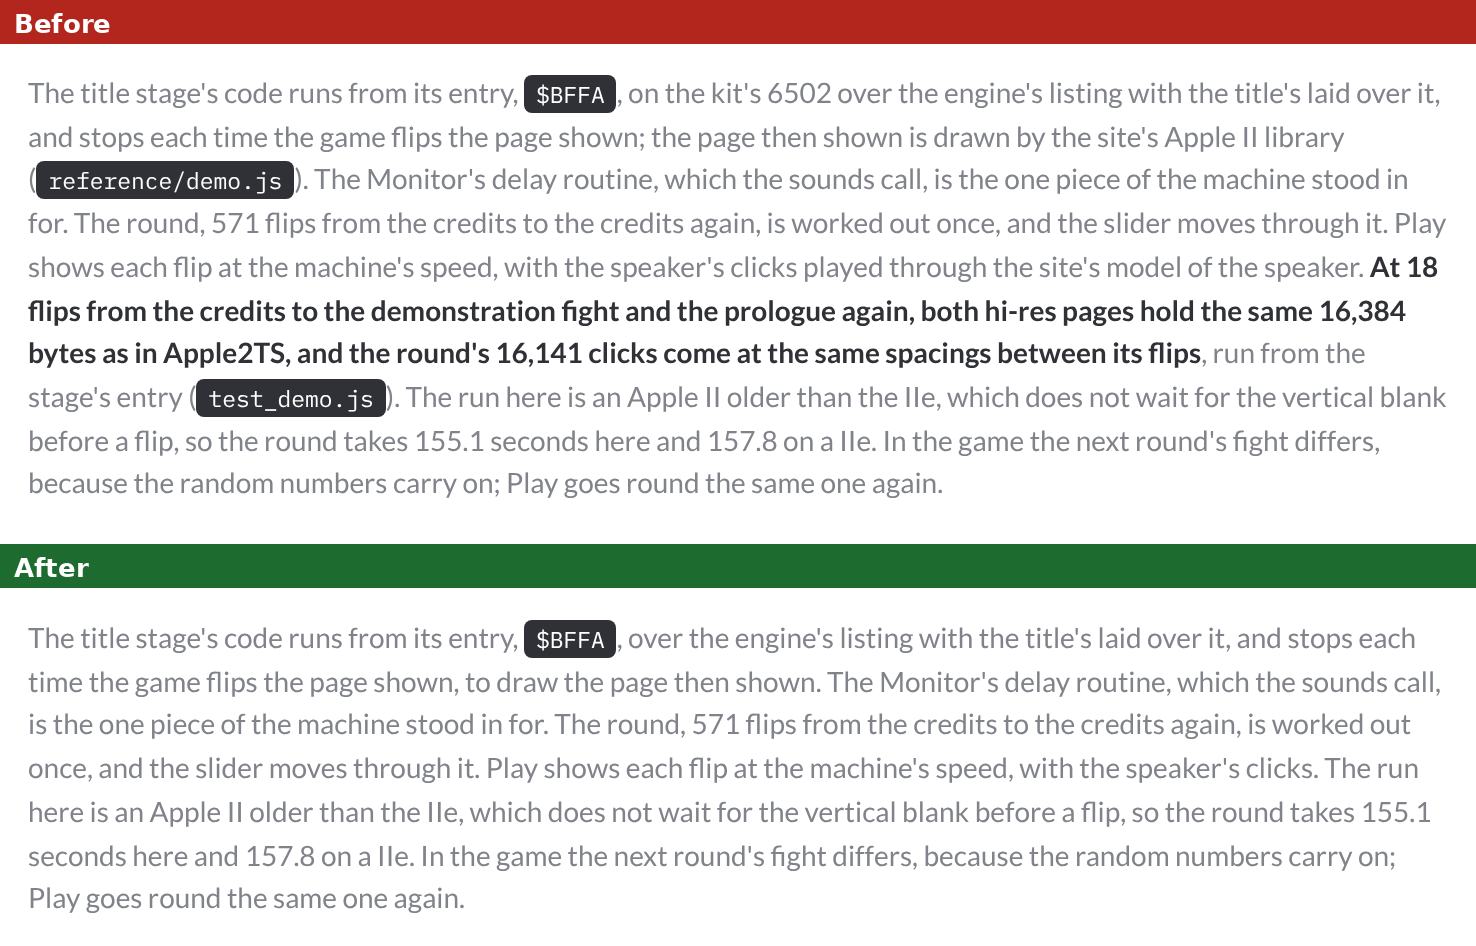 Before
The title stage's code runs from its entry, $BFFA, on the kit's 6502 over the engine's listing with the title's laid over it,
and stops each time the game flips the page shown; the page then shown is drawn by the site's Apple II library
(reference/demo.js). The Monitor's delay routine, which the sounds call, is the one piece of the machine stood in
for. The round, 571 flips from the credits to the credits again, is worked out once, and the slider moves through it. Play
shows each flip at the machine's speed, with the speaker's clicks played through the site's model of the speaker. At 18
flips from the credits to the demonstration fight and the prologue again, both hi-res pages hold the same 16,384
bytes as in Apple2TS, and the round's 16,141 clicks come at the same spacings between its flips, run from the
stage's entry (test_demo.js). The run here is an Apple II older than the IIe, which does not wait for the vertical blank
before a flip, so the round takes 155.1 seconds here and 157.8 on a IIe. In the game the next round's fight differs,
because the random numbers carry on; Play goes round the same one again.
After
The title stage's code runs from its entry, $BFFA, over the engine's listing with the title's laid over it, and stops each
time the game flips the page shown, to draw the page then shown. The Monitor's delay routine, which the sounds call,
is the one piece of the machine stood in for. The round, 571 flips from the credits to the credits again, is worked out
once, and the slider moves through it. Play shows each flip at the machine's speed, with the speaker's clicks. The run
here is an Apple II older than the IIe, which does not wait for the vertical blank before a flip, so the round takes 155.1
seconds here and 157.8 on a IIe. In the game the next round's fight differs, because the random numbers carry on;
Play goes round the same one again.